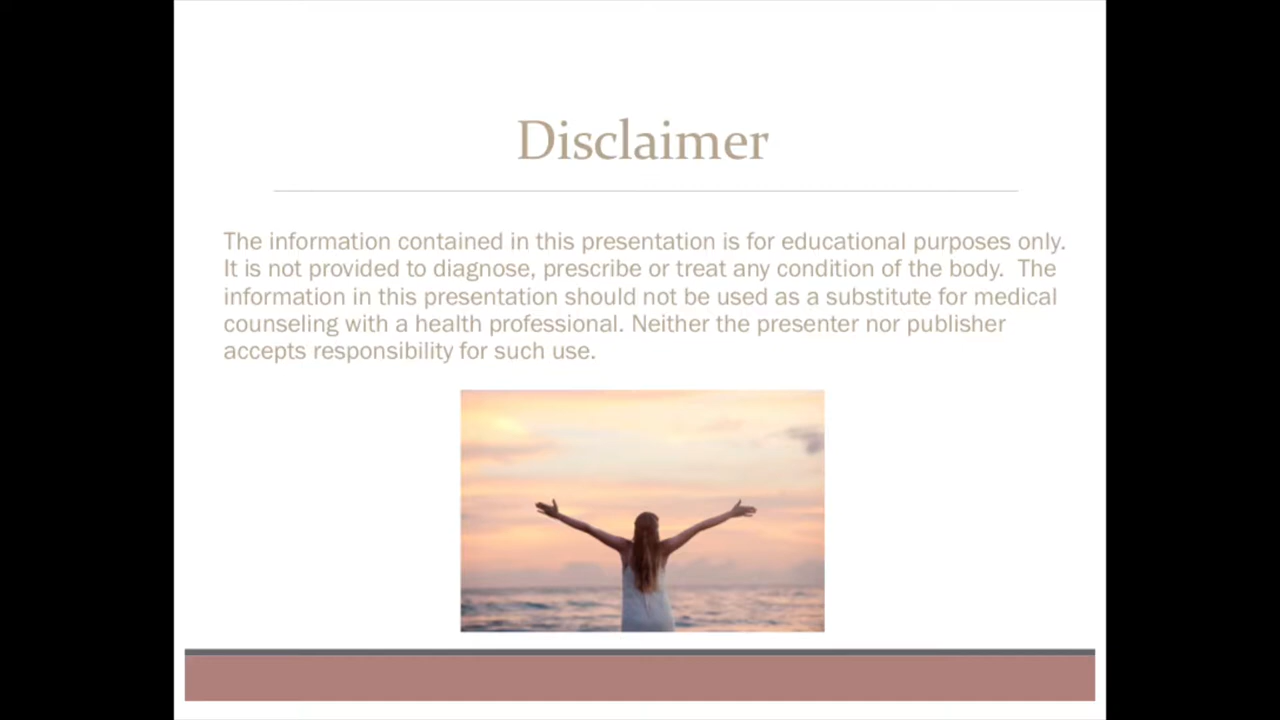 Disclaimer
The information contained in this presentation is for educational purposes only.
It is not provided to diagnose, prescribe or treat any condition of the body.  The
information in this presentation should not be used as a substitute for medical
counseling with a health professional. Neither the presenter nor publisher
accepts responsibility for such use.